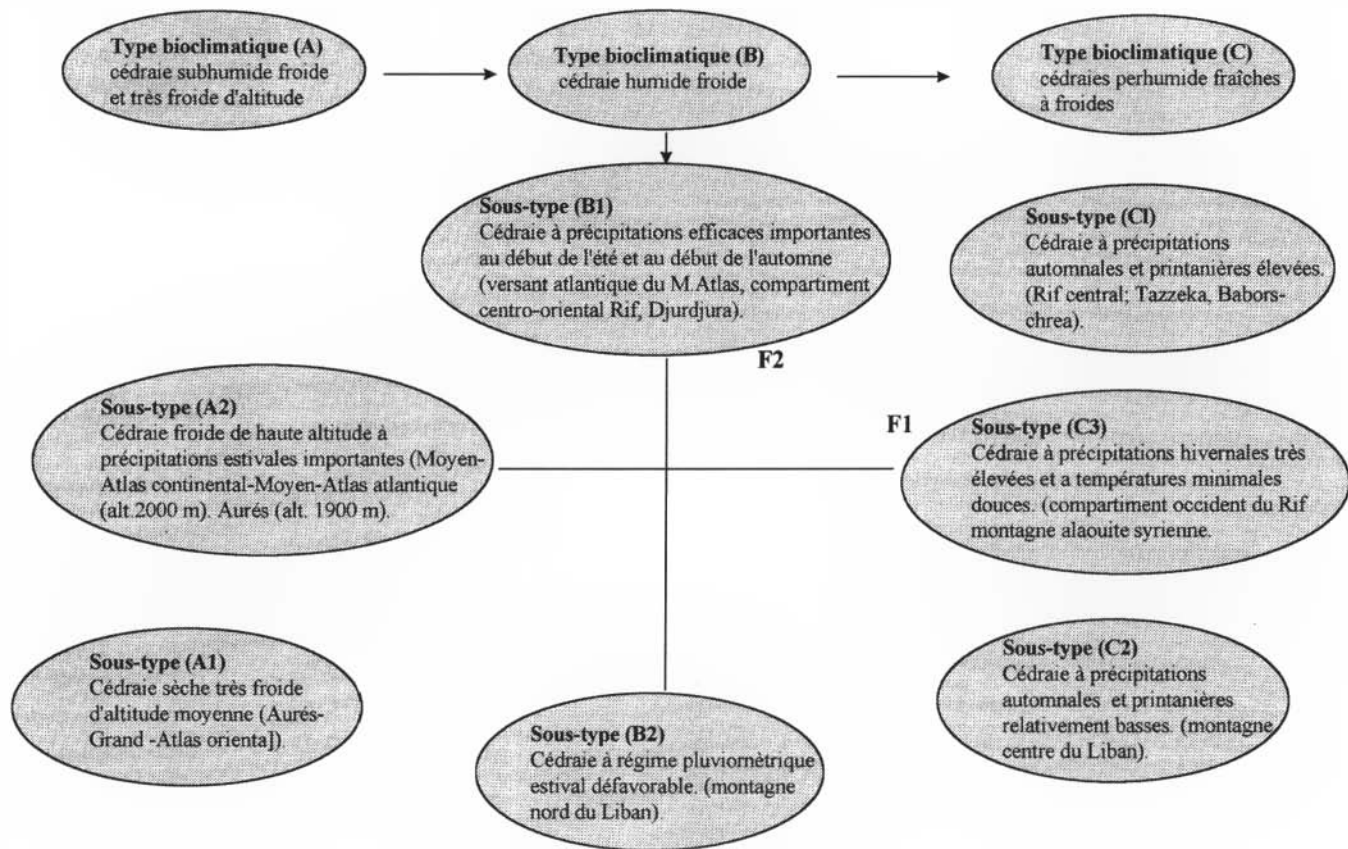 Type bioclimatique (A)
cédraie subhumide froide
et très froide d'altitude
Type bioclimatique (B)
cédraie humide froide
Type bioclimatique (C)
cédraies perhumide fraîches
à froides
Sous-type (B1)
Cédraie à précipitations efficaces importantes
au début de l'été et au début de l'automne
(versant atlantique du M.Atlas, compartiment
centro-oriental Rif, Djurdjura).
Sous-type (Cl)
Cédraie à précipitations
automnales et printanières élevées.
(Rif central; Tazzeka, Babors-
chrea).
F2
Sous-type (A2)
Cédraie froide de haute altitude à
précipitations estivales importantes (Moyen-
Atlas continental-Moyen-Atlas atlantique
(alt.2000 m). Aurés (alt. 1900 m).
F1
Sous-type (C3)
Cédraie à précipitations hivernales très
élevées et a températures minimales
douces. (compartiment occident du Rif
montagne alaouite syrienne.
Sous-type (A1)
Cédraie sèche très froide
d'altitude moyenne (Aurés-
Grand -Atlas orienta]).
Sous-type (B2)
Cédraie à régime pluviomètrique
estival défavorable. (montagne
nord du Liban).
Sous-type (C2)
Cédraie à précipitations
automnales et printanières
relativement basses. (montagne
centre du Liban).